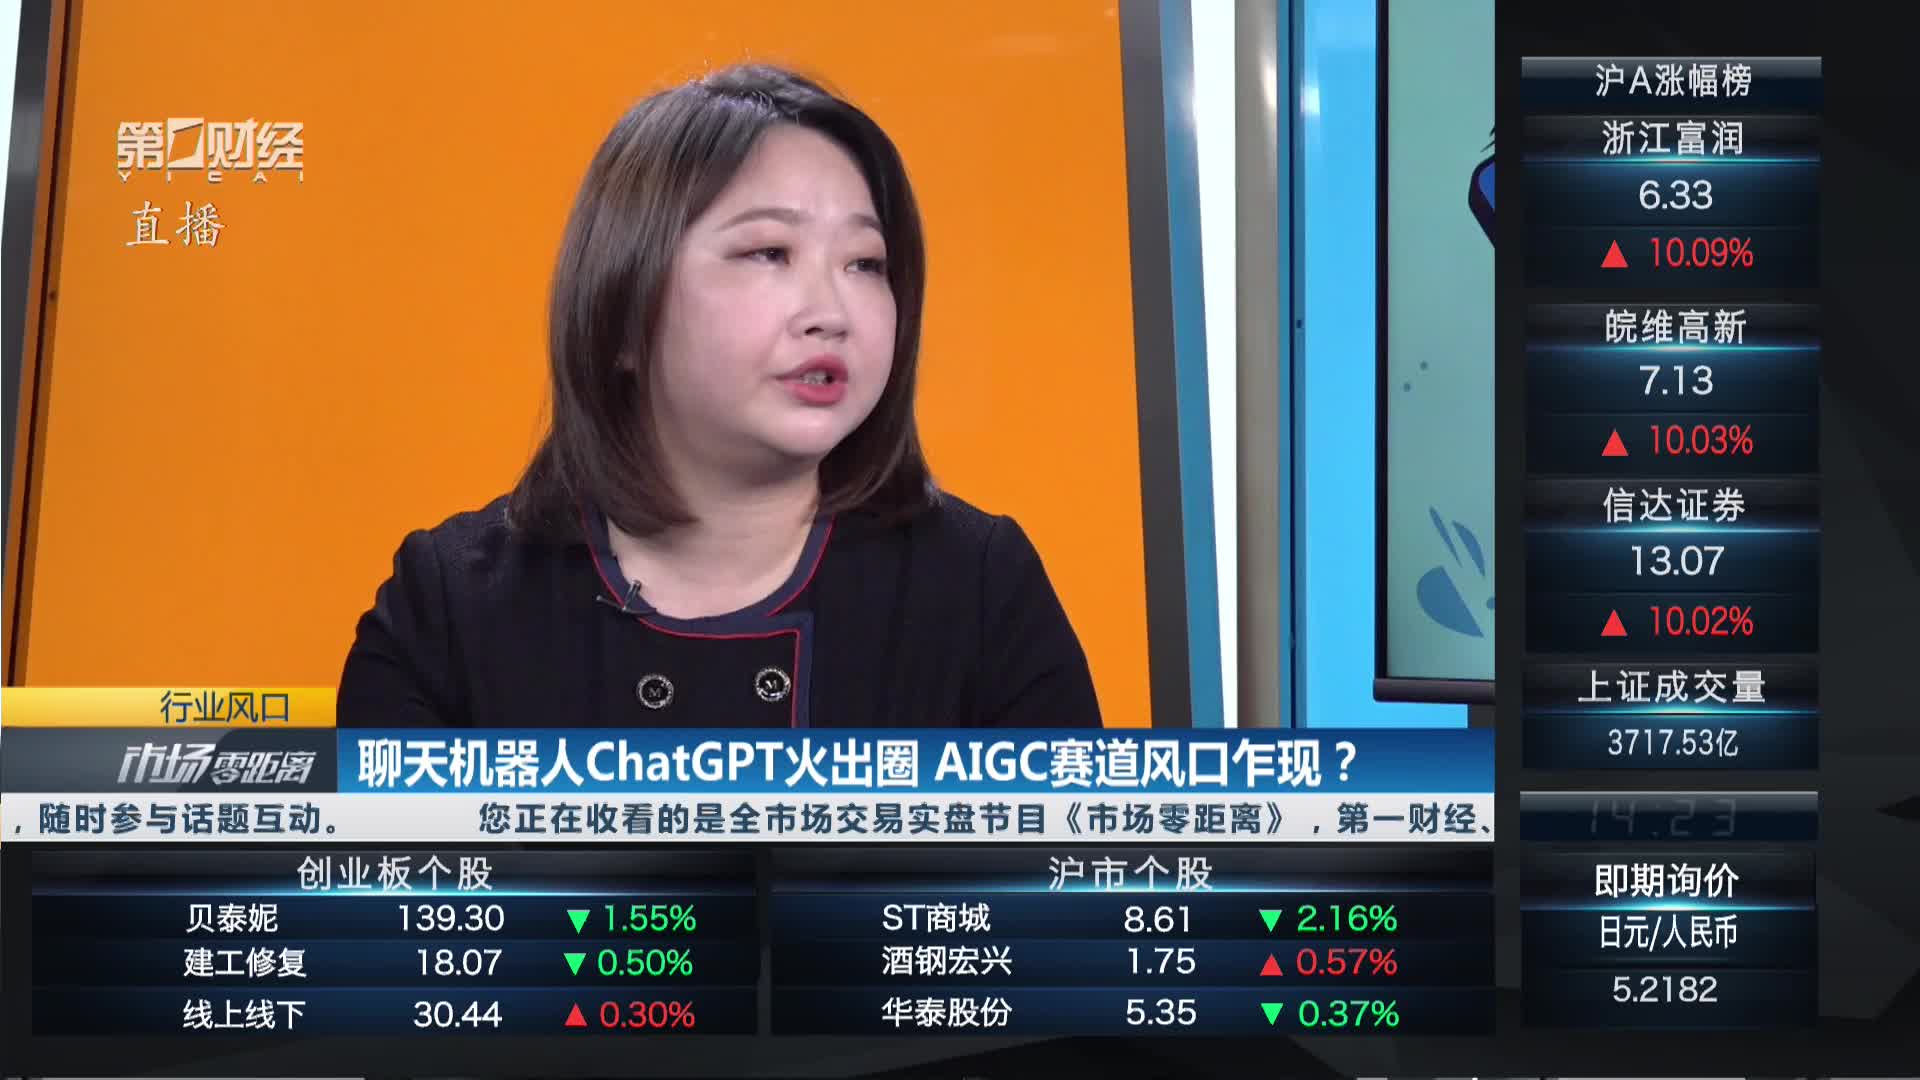 第一财经
YICAI
直播
行业风口
市场零距离
聊天机器人ChatGPT火出圈 AIGC赛道风口乍现？
，随时参与话题互动。 您正在收看的是全市场交易实盘节目《市场零距离》，第一财经、
创业板个股
贝泰妮 139.30 ▼ 1.55%
建工修复 18.07 ▼ 0.50%
线上线下 30.44 ▲ 0.30%
沪市个股
ST商城 8.61 ▼ 2.16%
酒钢宏兴 1.75 ▲ 0.57%
华泰股份 5.35 ▼ 0.37%
沪A涨幅榜
浙江富润
6.33
▲ 10.09%
皖维高新
7.13
▲ 10.03%
信达证券
13.07
▲ 10.02%
上证成交量
3717.53亿
14:23
即期询价
日元/人民币
5.2182
M
M